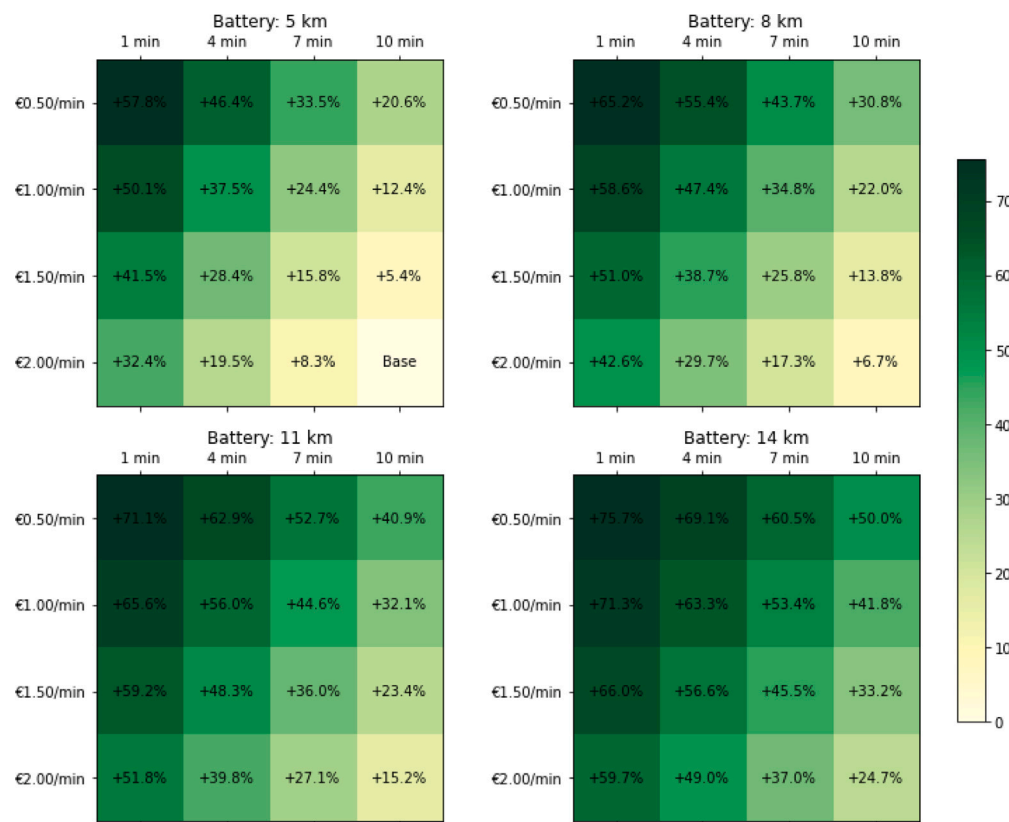 Battery: 5 km
1 min 4 min 7 min 10 min
€0.50/min +57.8% +46.4% +33.5% +20.6%
€1.00/min +50.1% +37.5% +24.4% +12.4%
€1.50/min +41.5% +28.4% +15.8% +5.4%
€2.00/min +32.4% +19.5% +8.3% Base
Battery: 8 km
1 min 4 min 7 min 10 min
€0.50/min +65.2% +55.4% +43.7% +30.8%
€1.00/min +58.6% +47.4% +34.8% +22.0%
€1.50/min +51.0% +38.7% +25.8% +13.8%
€2.00/min +42.6% +29.7% +17.3% +6.7%
Battery: 11 km
1 min 4 min 7 min 10 min
€0.50/min +71.1% +62.9% +52.7% +40.9%
€1.00/min +65.6% +56.0% +44.6% +32.1%
€1.50/min +59.2% +48.3% +36.0% +23.4%
€2.00/min +51.8% +39.8% +27.1% +15.2%
Battery: 14 km
1 min 4 min 7 min 10 min
€0.50/min +75.7% +69.1% +60.5% +50.0%
€1.00/min +71.3% +63.3% +53.4% +41.8%
€1.50/min +66.0% +56.6% +45.5% +33.2%
€2.00/min +59.7% +49.0% +37.0% +24.7%
70
60
50
40
30
20
10
0